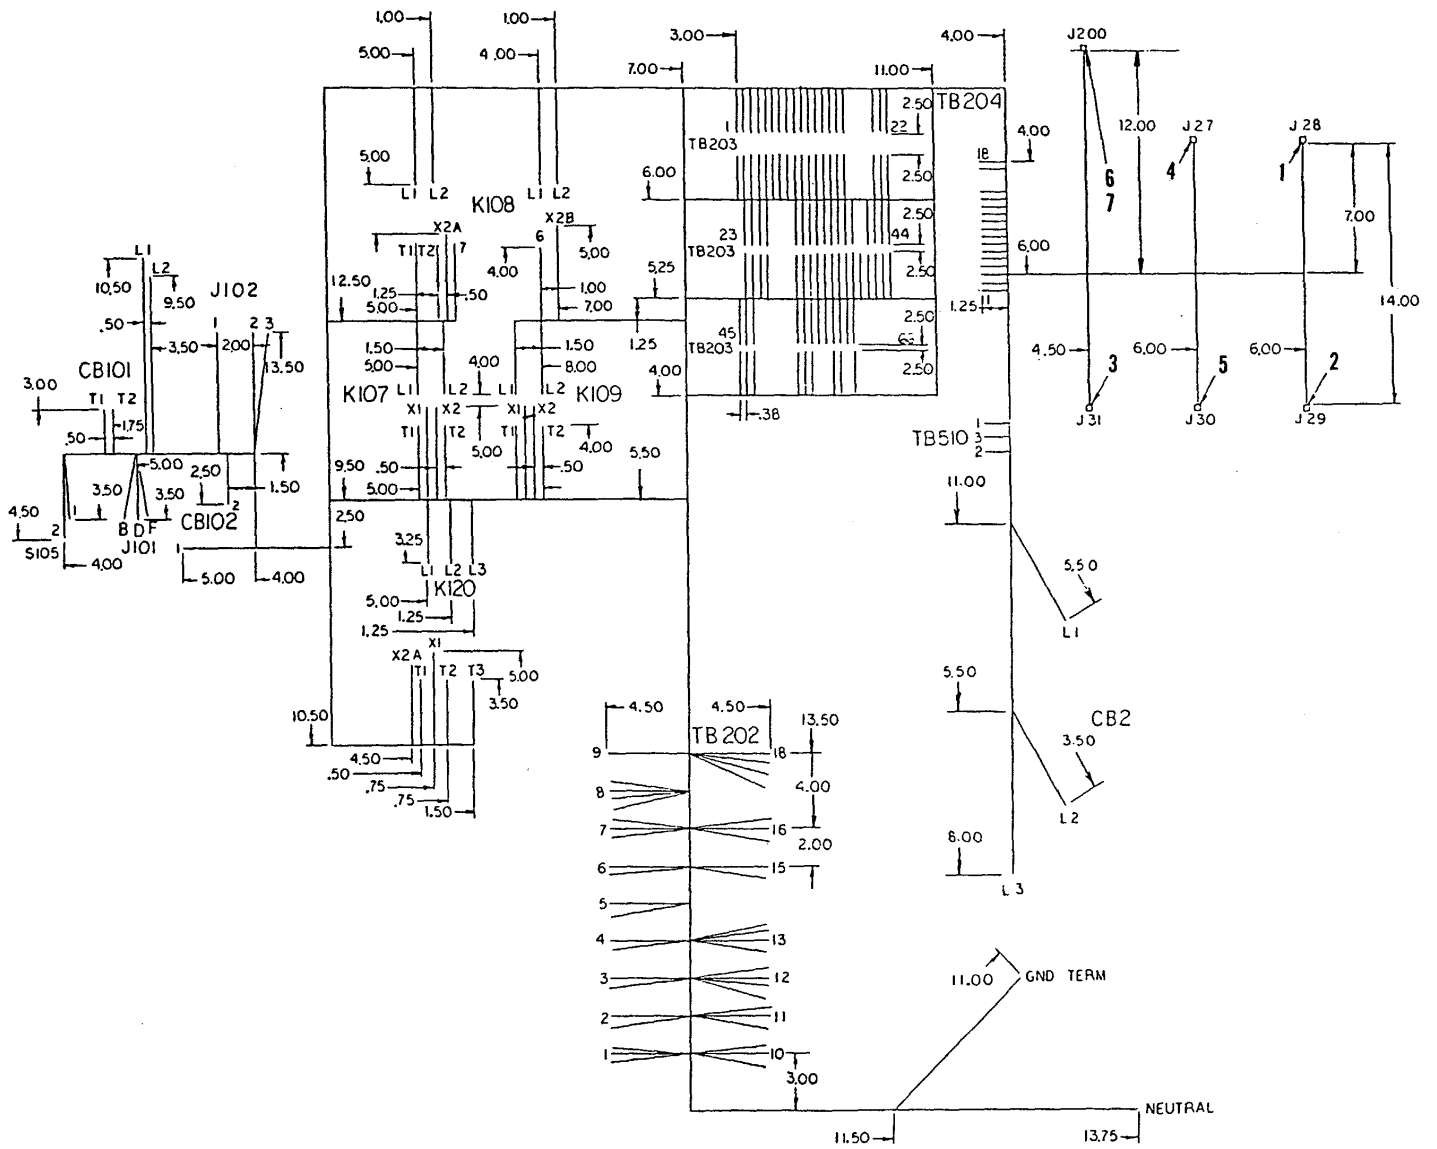 1.00 1.00
5.00 4.00 3.00 4.00 J200
7.00 11.00
2.50 TB204
1 22 12.00 J27 J28
TB203 18 4.00
5.00 4 1
6.00 2.50 6
L1 L2 L1 L2 7
K108 7.00
X2A X2B 2.50
6 23 44
L1 T1 T2 7 5.00 TB203 6.00
L2 4.00 2.50
10.50 5.25
J102 9.50 12.50 1.25 .50 1.00
5.00 7.00 11 14.00
.50 1 2 3 1.25
3.50 2.00 45 2.50
1.50 1.50 1.25 TB203 4.50 6.00 6.00
CB101 13.50 5.00 4.00 8.00 4.00 2.50 3 5 2
3.00 T1 T2 K107 L1 L2 L1 L2 K109
X1 X2 X1 X2 .38 J31 J30 J29
1.75 T1 T2 T1 T2 1
.50 5.00 4.00 TB510 3
2
5.00 9.50 .50 .50 5.50
2.50 1.50 5.00 11.00
3.50 3.50
4.50 1 2 2.50
2 B D F CB102
S105 J101 1 3.25
4.00 L1 L2 L3 5.50
5.00 4.00 K120
5.00
1.25
1.25 L1
X1
X2A
T1 T2 T3 5.00 5.50
3.50
10.50 4.50 4.50 13.50 CB2
TB202 3.50
4.50 9 18
.50
.75 8 4.00
.75 L2
1.50 7 16
2.00 6.00
6 15
L3
5
4 13
3 12 11.00 GND TERM
2 11
1 10
3.00
NEUTRAL
11.50 13.75